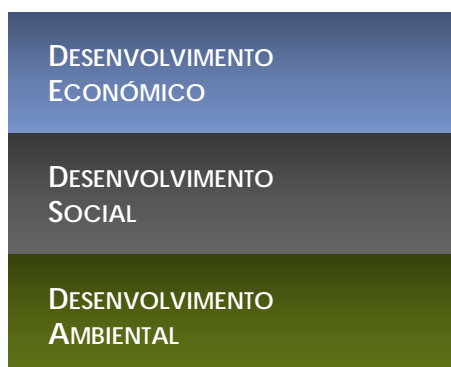 DESENVOLVIMENTO
ECONÓMICO
DESENVOLVIMENTO
SOCIAL
DESENVOLVIMENTO
AMBIENTAL